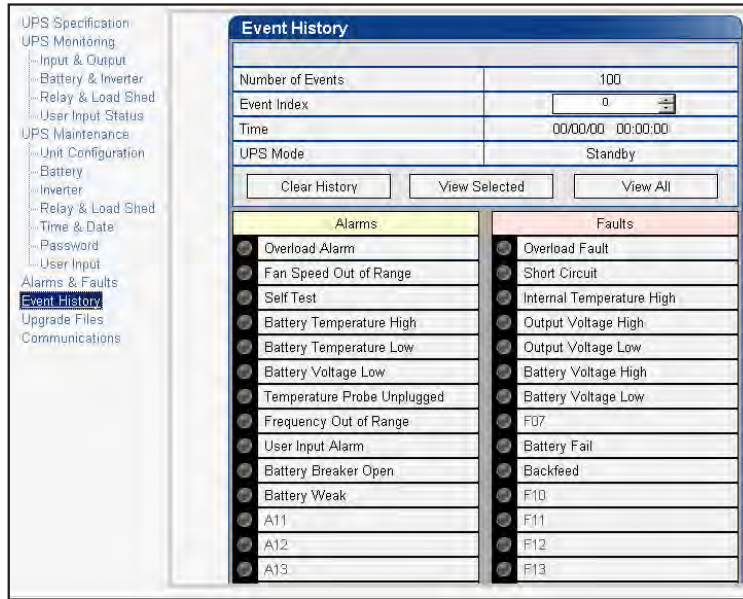 UPS Specification
UPS Monitoring
Input & Output
Battery & Inverter
Relay & Load Shed
User Input Status
UPS Maintenance
Unit Configuration
Battery
Inverter
Relay & Load Shed
Time & Date
Password
User Input
Alarms & Faults
Event History
Upgrade Files
Communications
Event History
Number of Events 100
Event Index 0
Time 00/00/00 00:00:00
UPS Mode Standby
Clear History View Selected View All
Alarms Faults
Overload Alarm Overload Fault
Fan Speed Out of Range Short Circuit
Self Test Internal Temperature High
Battery Temperature High Output Voltage High
Battery Temperature Low Output Voltage Low
Battery Voltage Low Battery Voltage High
Temperature Probe Unplugged Battery Voltage Low
Frequency Out of Range F07
User Input Alarm Battery Fail
Battery Breaker Open Backfeed
Battery Weak F10
A11 F11
A12 F12
A13 F13